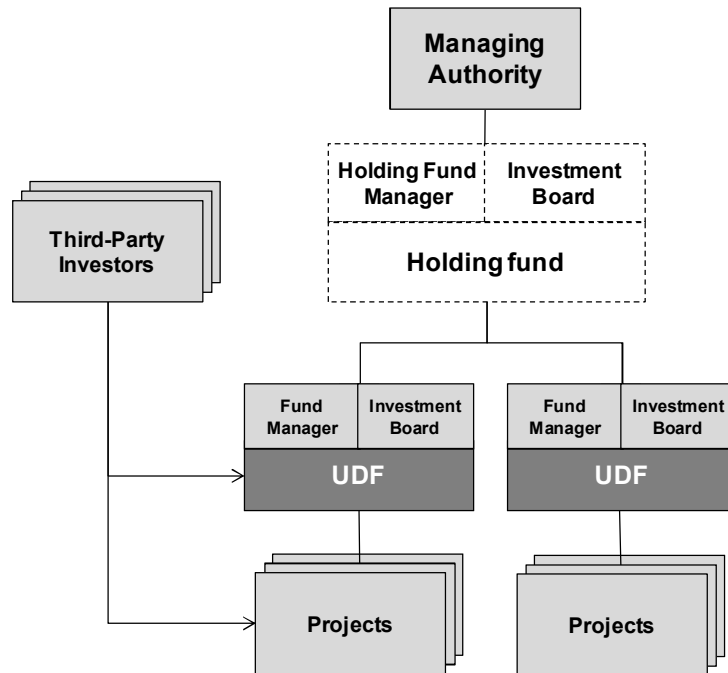 Managing
Authority
Holding Fund
Manager
Investment
Board
Holding fund
Third-Party
Investors
Fund
Manager
Investment
Board
UDF
Fund
Manager
Investment
Board
UDF
Projects
Projects